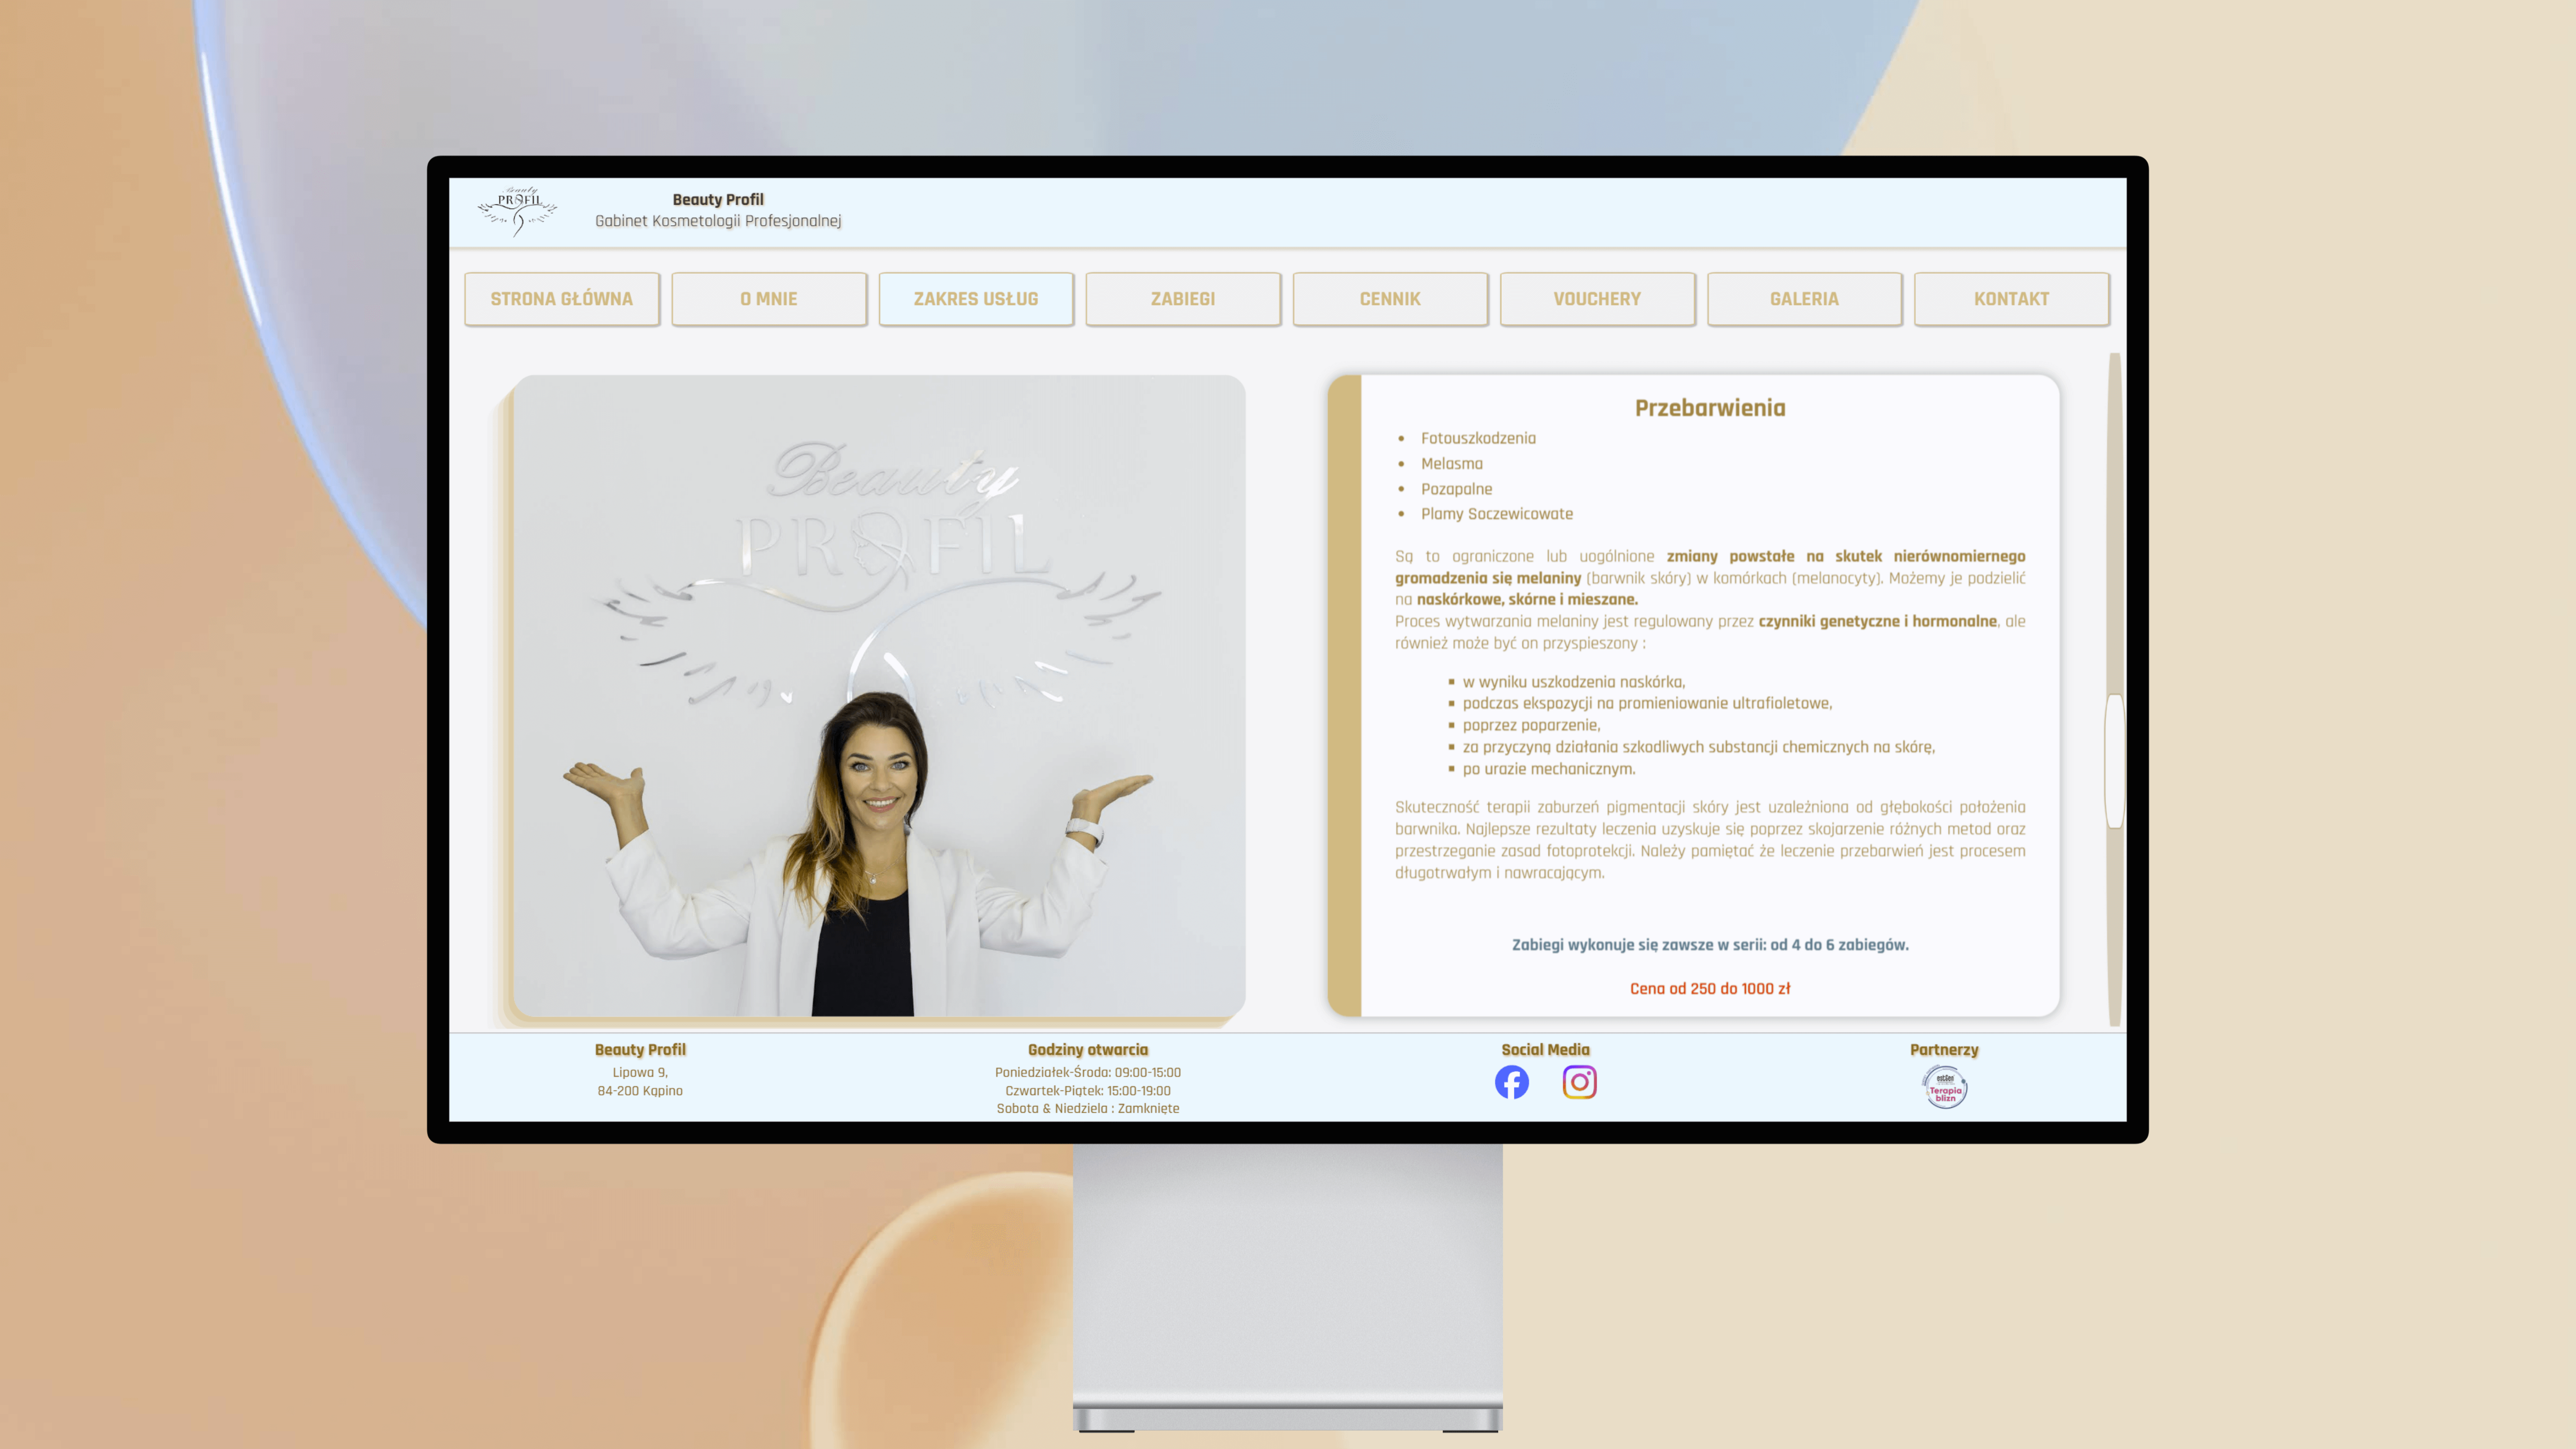 Beauty
PROFIL
Beauty Profil
Gabinet Kosmetologii Profesjonalnej
STRONA GŁÓWNA
O MNIE
ZAKRES USŁUG
ZABIEGI
CENNIK
VOUCHERY
GALERIA
KONTAKT
Beauty
PROFIL
Przebarwienia
• Fotouszkodzenia
• Melasma
• Pozapalne
• Plamy Soczewicowate
Są to ograniczone lub uogólnione zmiany powstałe na skutek nierównomiernego
gromadzenia się melaniny (barwnik skóry) w komórkach (melanocyty). Możemy je podzielić
na naskórkowe, skórne i mieszane.
Proces wytwarzania melaniny jest regulowany przez czynniki genetyczne i hormonalne, ale
również może być on przyspieszony :
▪ w wyniku uszkodzenia naskórka,
▪ podczas ekspozycji na promieniowanie ultrafioletowe,
▪ poprzez poparzenie,
▪ za przyczyną działania szkodliwych substancji chemicznych na skórę,
▪ po urazie mechanicznym.
Skuteczność terapii zaburzeń pigmentacji skóry jest uzależniona od głębokości położenia
barwnika. Najlepsze rezultaty leczenia uzyskuje się poprzez skojarzenie różnych metod oraz
przestrzeganie zasad fotoprotekcji. Należy pamiętać że leczenie przebarwień jest procesem
długotrwałym i nawracającym.
Zabiegi wykonuje się zawsze w serii: od 4 do 6 zabiegów.
Cena od 250 do 1000 zł
Beauty Profil
Lipowa 9,
84-200 Kąpino
Godziny otwarcia
Poniedziałek-Środa: 09:00-15:00
Czwartek-Piątek: 15:00-19:00
Sobota & Niedziela : Zamknięte
Social Media
Partnerzy
Terapia
blizn